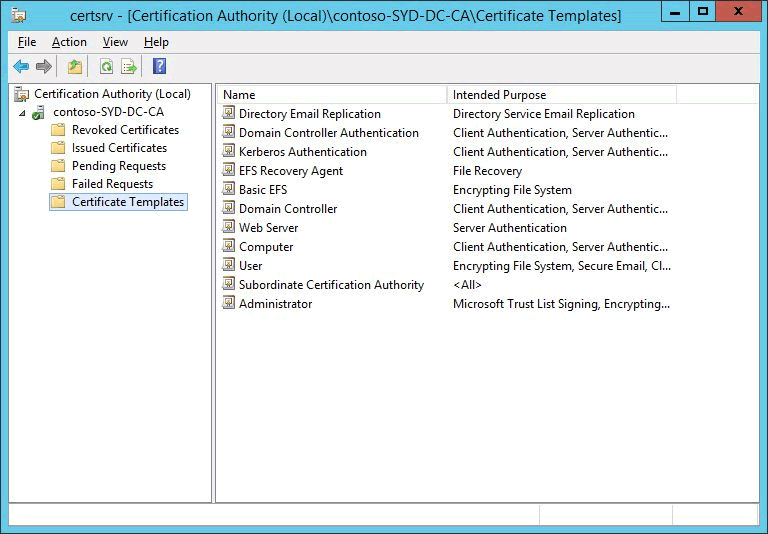 certsrv - [Certification Authority (Local)\contoso-SYD-DC-CA\Certificate Templates]
File Action View Help
Certification Authority (Local)
contoso-SYD-DC-CA
Revoked Certificates
Issued Certificates
Pending Requests
Failed Requests
Certificate Templates
Name Intended Purpose
Directory Email Replication Directory Service Email Replication
Domain Controller Authentication Client Authentication, Server Authentic...
Kerberos Authentication Client Authentication, Server Authentic...
EFS Recovery Agent File Recovery
Basic EFS Encrypting File System
Domain Controller Client Authentication, Server Authentic...
Web Server Server Authentication
Computer Client Authentication, Server Authentic...
User Encrypting File System, Secure Email, Cl...
Subordinate Certification Authority <All>
Administrator Microsoft Trust List Signing, Encrypting...